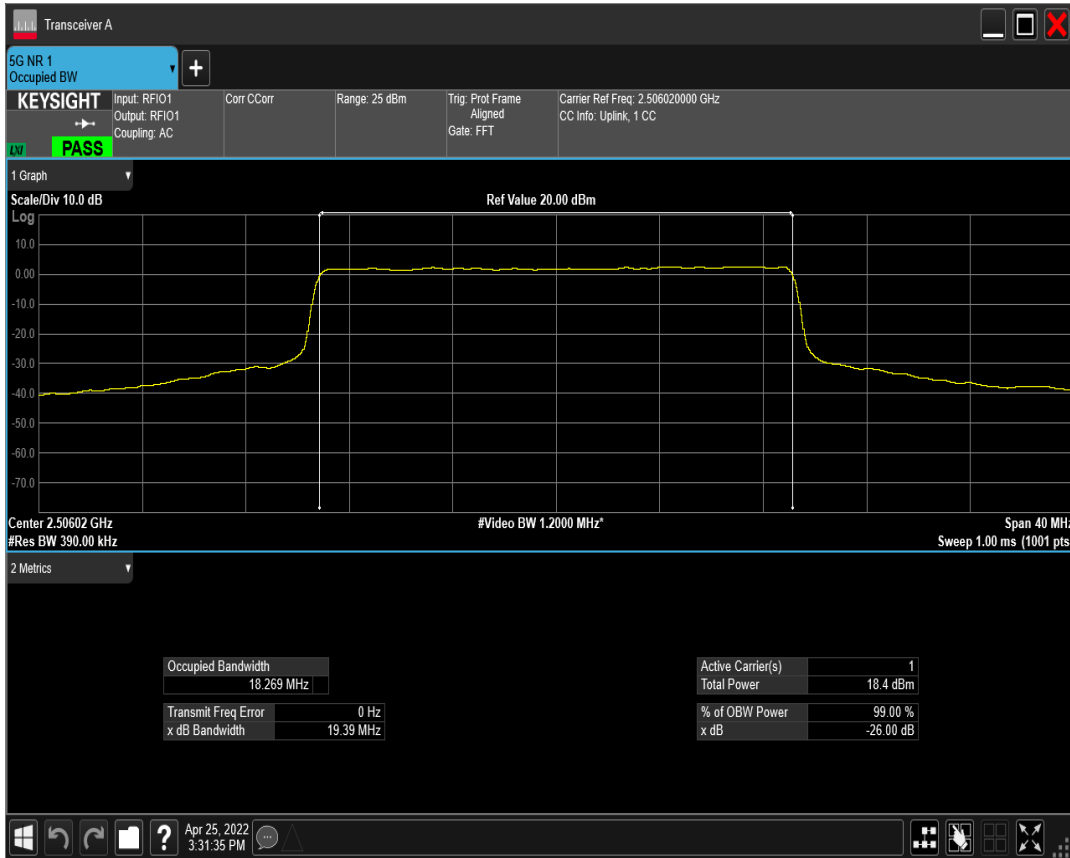 Transceiver A
5G NR 1
Occupied BW
+
KEYSIGHT
LXI
PASS
Input: RFIO1
Output: RFIO1
Coupling: AC
Corr CCorr
Range: 25 dBm
Trig: Prot Frame
Aligned
Gate: FFT
Carrier Ref Freq: 2.506020000 GHz
CC Info: Uplink, 1 CC
1 Graph
Scale/Div 10.0 dB
Ref Value 20.00 dBm
Log
10.0
0.00
-10.0
-20.0
-30.0
-40.0
-50.0
-60.0
-70.0
Center 2.50602 GHz
#Video BW 1.2000 MHz*
Span 40 MHz
#Res BW 390.00 kHz
Sweep 1.00 ms (1001 pts
2 Metrics
Occupied Bandwidth
18.269 MHz
Transmit Freq Error 0 Hz
x dB Bandwidth 19.39 MHz
Active Carrier(s) 1
Total Power 18.4 dBm
% of OBW Power 99.00 %
x dB -26.00 dB
?
Apr 25, 2022
3:31:35 PM